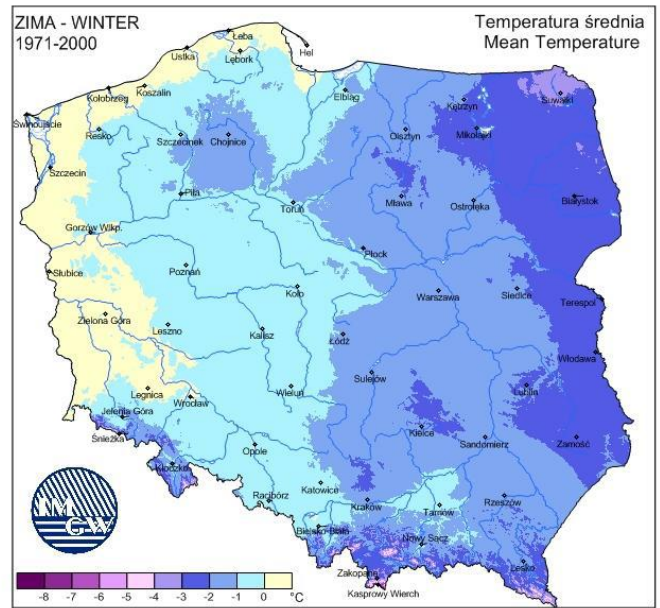 ZIMA - WINTER
1971-2000
Temperatura średnia
Mean Temperature
Łeba
Hel
Ustka
Lębork
Koszalin
Kołobrzeg
Świnoujście
Resko
Szczecinek
Chojnice
Elbląg
Kętrzyn
Suwałki
Olsztyn
Mikołajki
Szczecin
Piła
Toruń
Mława
Ostrołęka
Białystok
Gorzów Wlkp.
Płock
Słubice
Poznań
Koło
Warszawa
Siedlce
Terespol
Zielona Góra
Leszno
Kalisz
Łódź
Włodawa
Sulejów
Legnica
Wrocław
Wieluń
Lublin
Jelenia Góra
Śnieżka
Kielce
Sandomierz
Zamość
Opole
Kłodzko
Katowice
Racibórz
Kraków
Tarnów
Rzeszów
Bielsko-Biała
Nowy Sącz
Lesko
Zakopane
Kasprowy Wierch
IM
GW
-8 -7 -6 -5 -4 -3 -2 -1 0 °C